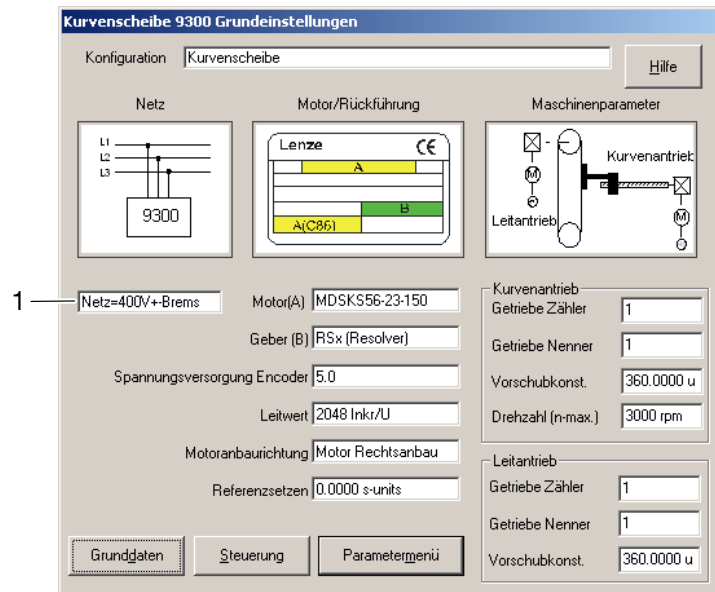 Kurvenscheibe 9300 Grundeinstellungen
Konfiguration Kurvenscheibe
Hilfe
Netz
Motor/Rückführung
Maschinenparameter
L1
L2
L3
9300
Lenze CE
A
B
A(C86)
Kurvenantrieb
M
Leitantrieb
M
1
Netz=400V+-Brems
Motor(A) MDSKS56-23-150
Geber (B) RSx (Resolver)
Spannungsversorgung Encoder 5.0
Leitwert 2048 Inkr/U
Motoranbaurichtung Motor Rechtsanbau
Referenzsetzen 0.0000 s-units
Kurvenantrieb
Getriebe Zähler 1
Getriebe Nenner 1
Vorschubkonst. 360.0000 u
Drehzahl (n-max.) 3000 rpm
Leitantrieb
Getriebe Zähler 1
Getriebe Nenner 1
Vorschubkonst. 360.0000 u
Grunddaten
Steuerung
Parametermenü